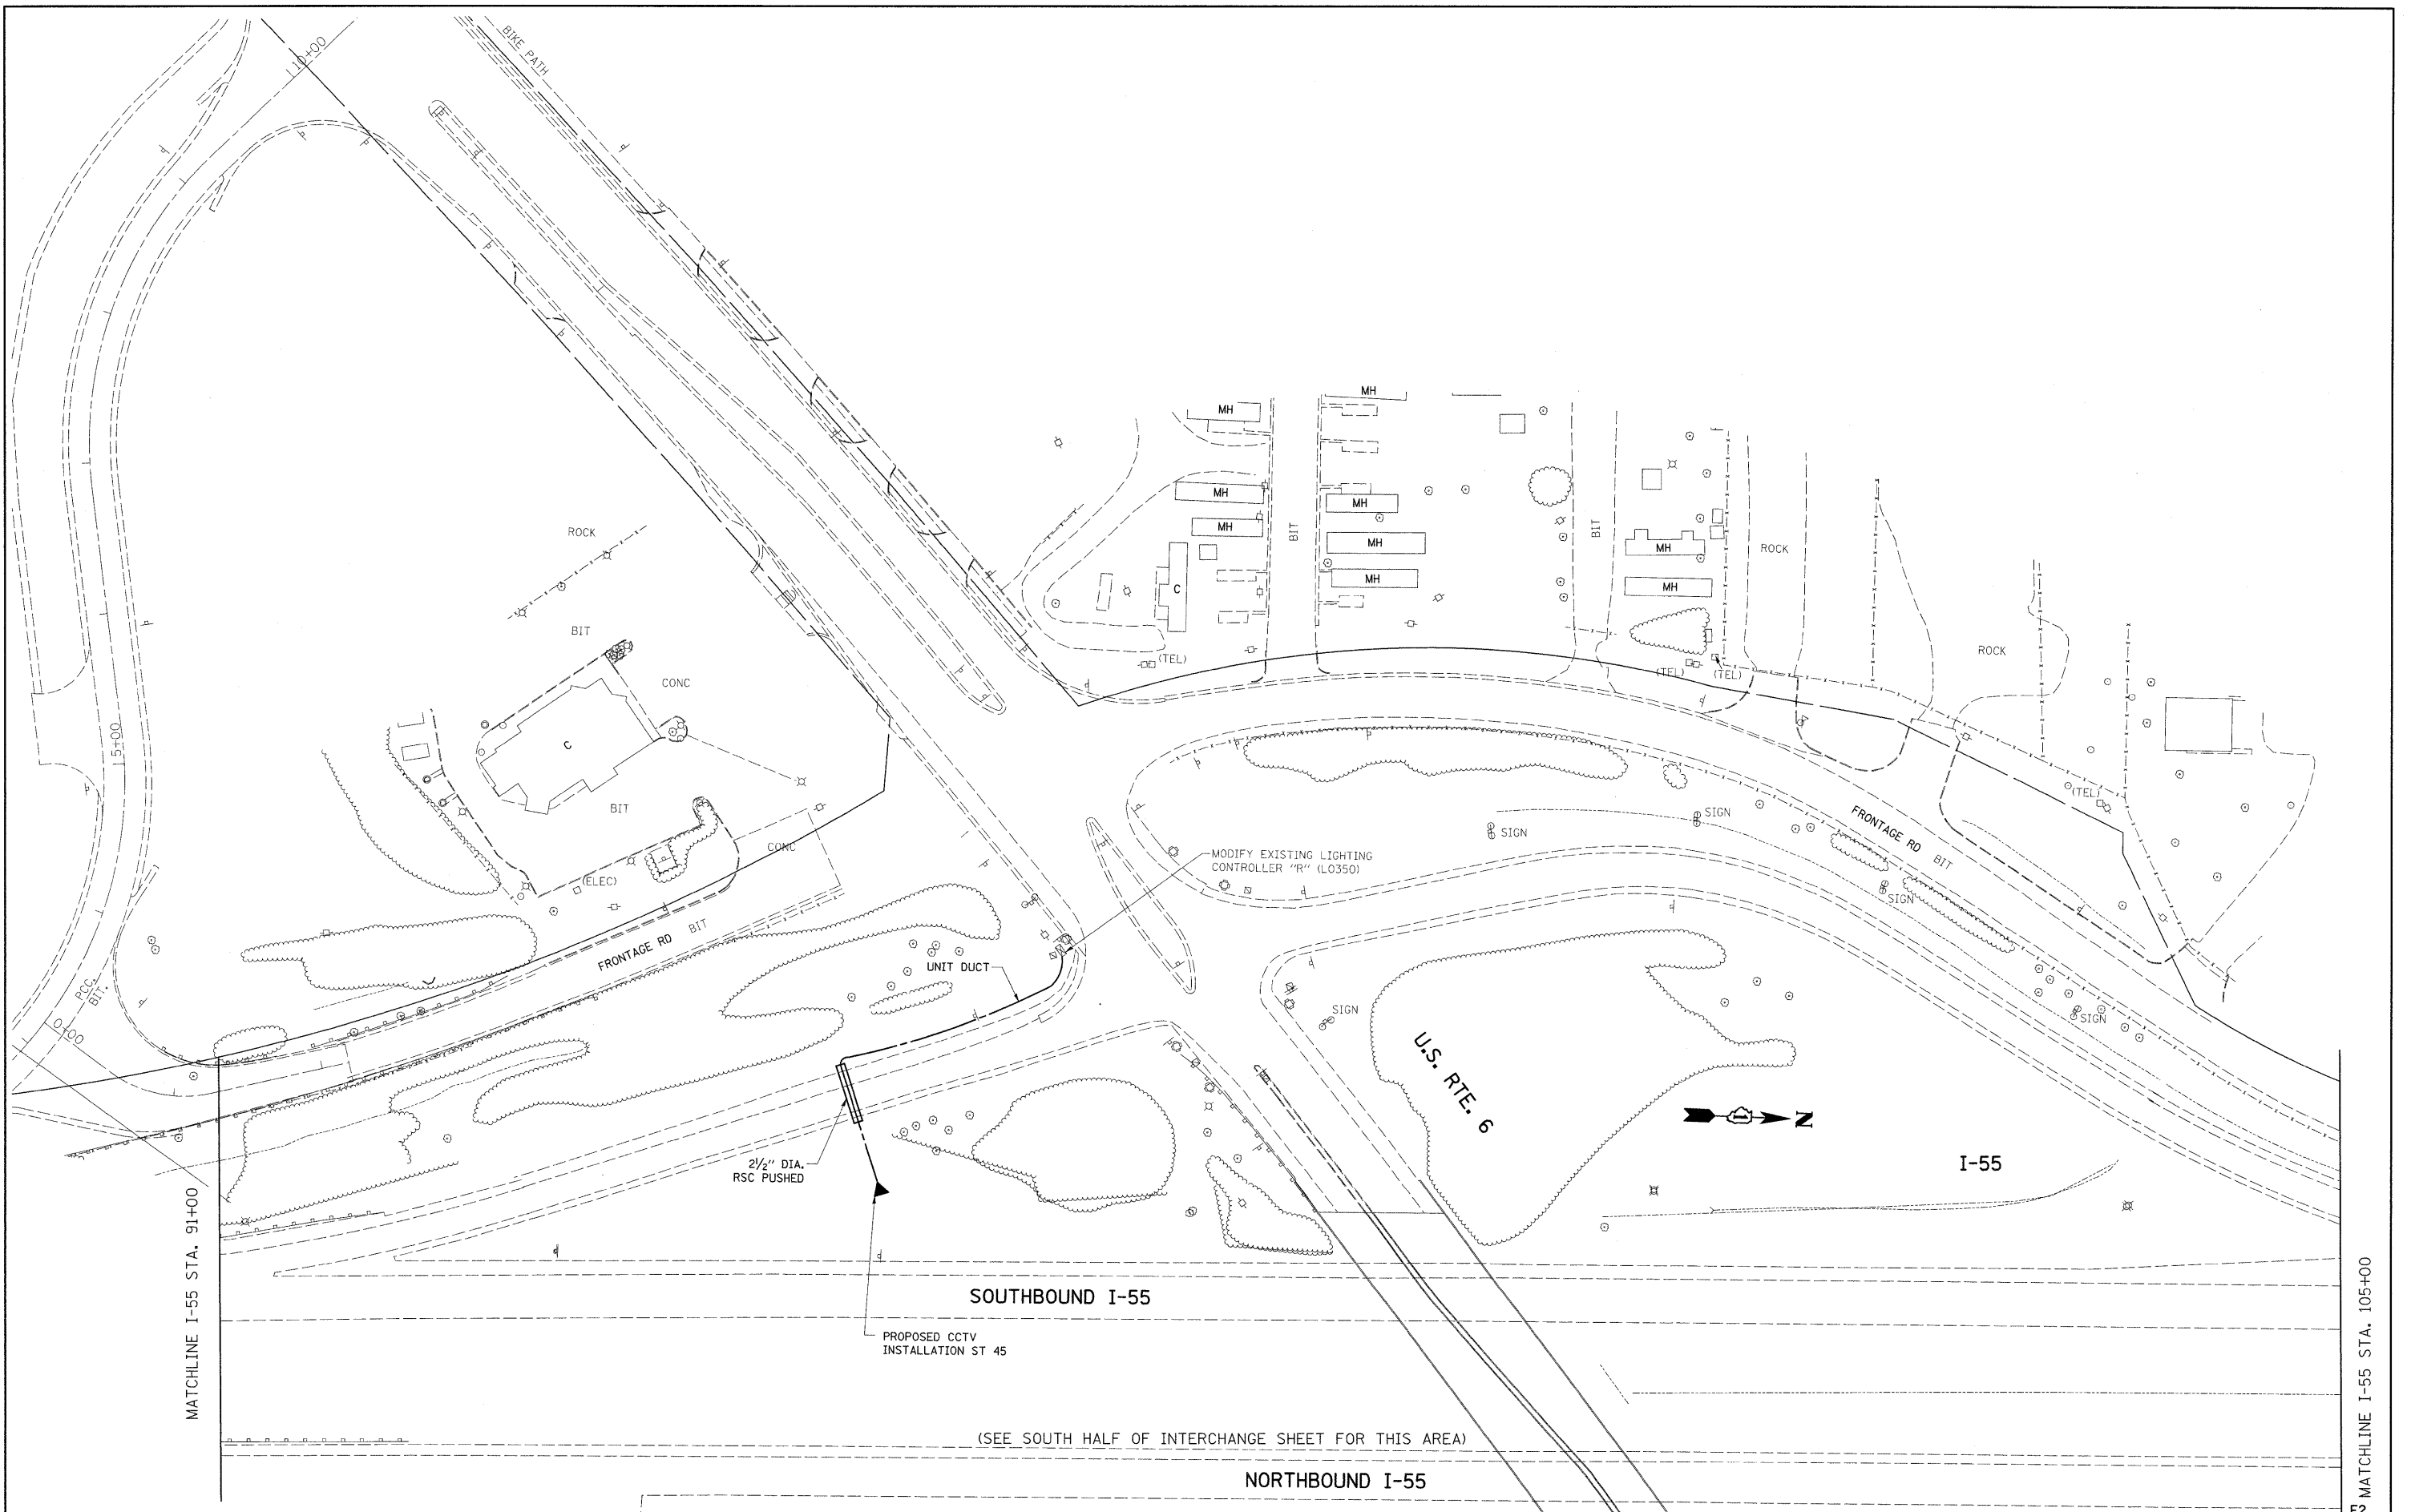 BIKE PATH
110+00
MH
MH
MH
MH
MH
MH
MH
MH
MH
C
BIT
BIT
ROCK
ROCK
ROCK
BIT
CONC
C
BIT
CONC
(ELEC)
(TEL)
(TEL)
(TEL)
(TEL)
15+00
FRONTAGE RD BIT
SIGN
SIGN
SIGN
SIGN
SIGN
MODIFY EXISTING LIGHTING
CONTROLLER "R" (L0350)
FRONTAGE RD BIT
UNIT DUCT
PCC.
BIT.
0+00
U.S. RTE. 6
N
I-55
2½" DIA.
RSC PUSHED
MATCHLINE I-55 STA. 91+00
SOUTHBOUND I-55
PROPOSED CCTV
INSTALLATION ST 45
(SEE SOUTH HALF OF INTERCHANGE SHEET FOR THIS AREA)
NORTHBOUND I-55
MATCHLINE I-55 STA. 105+00